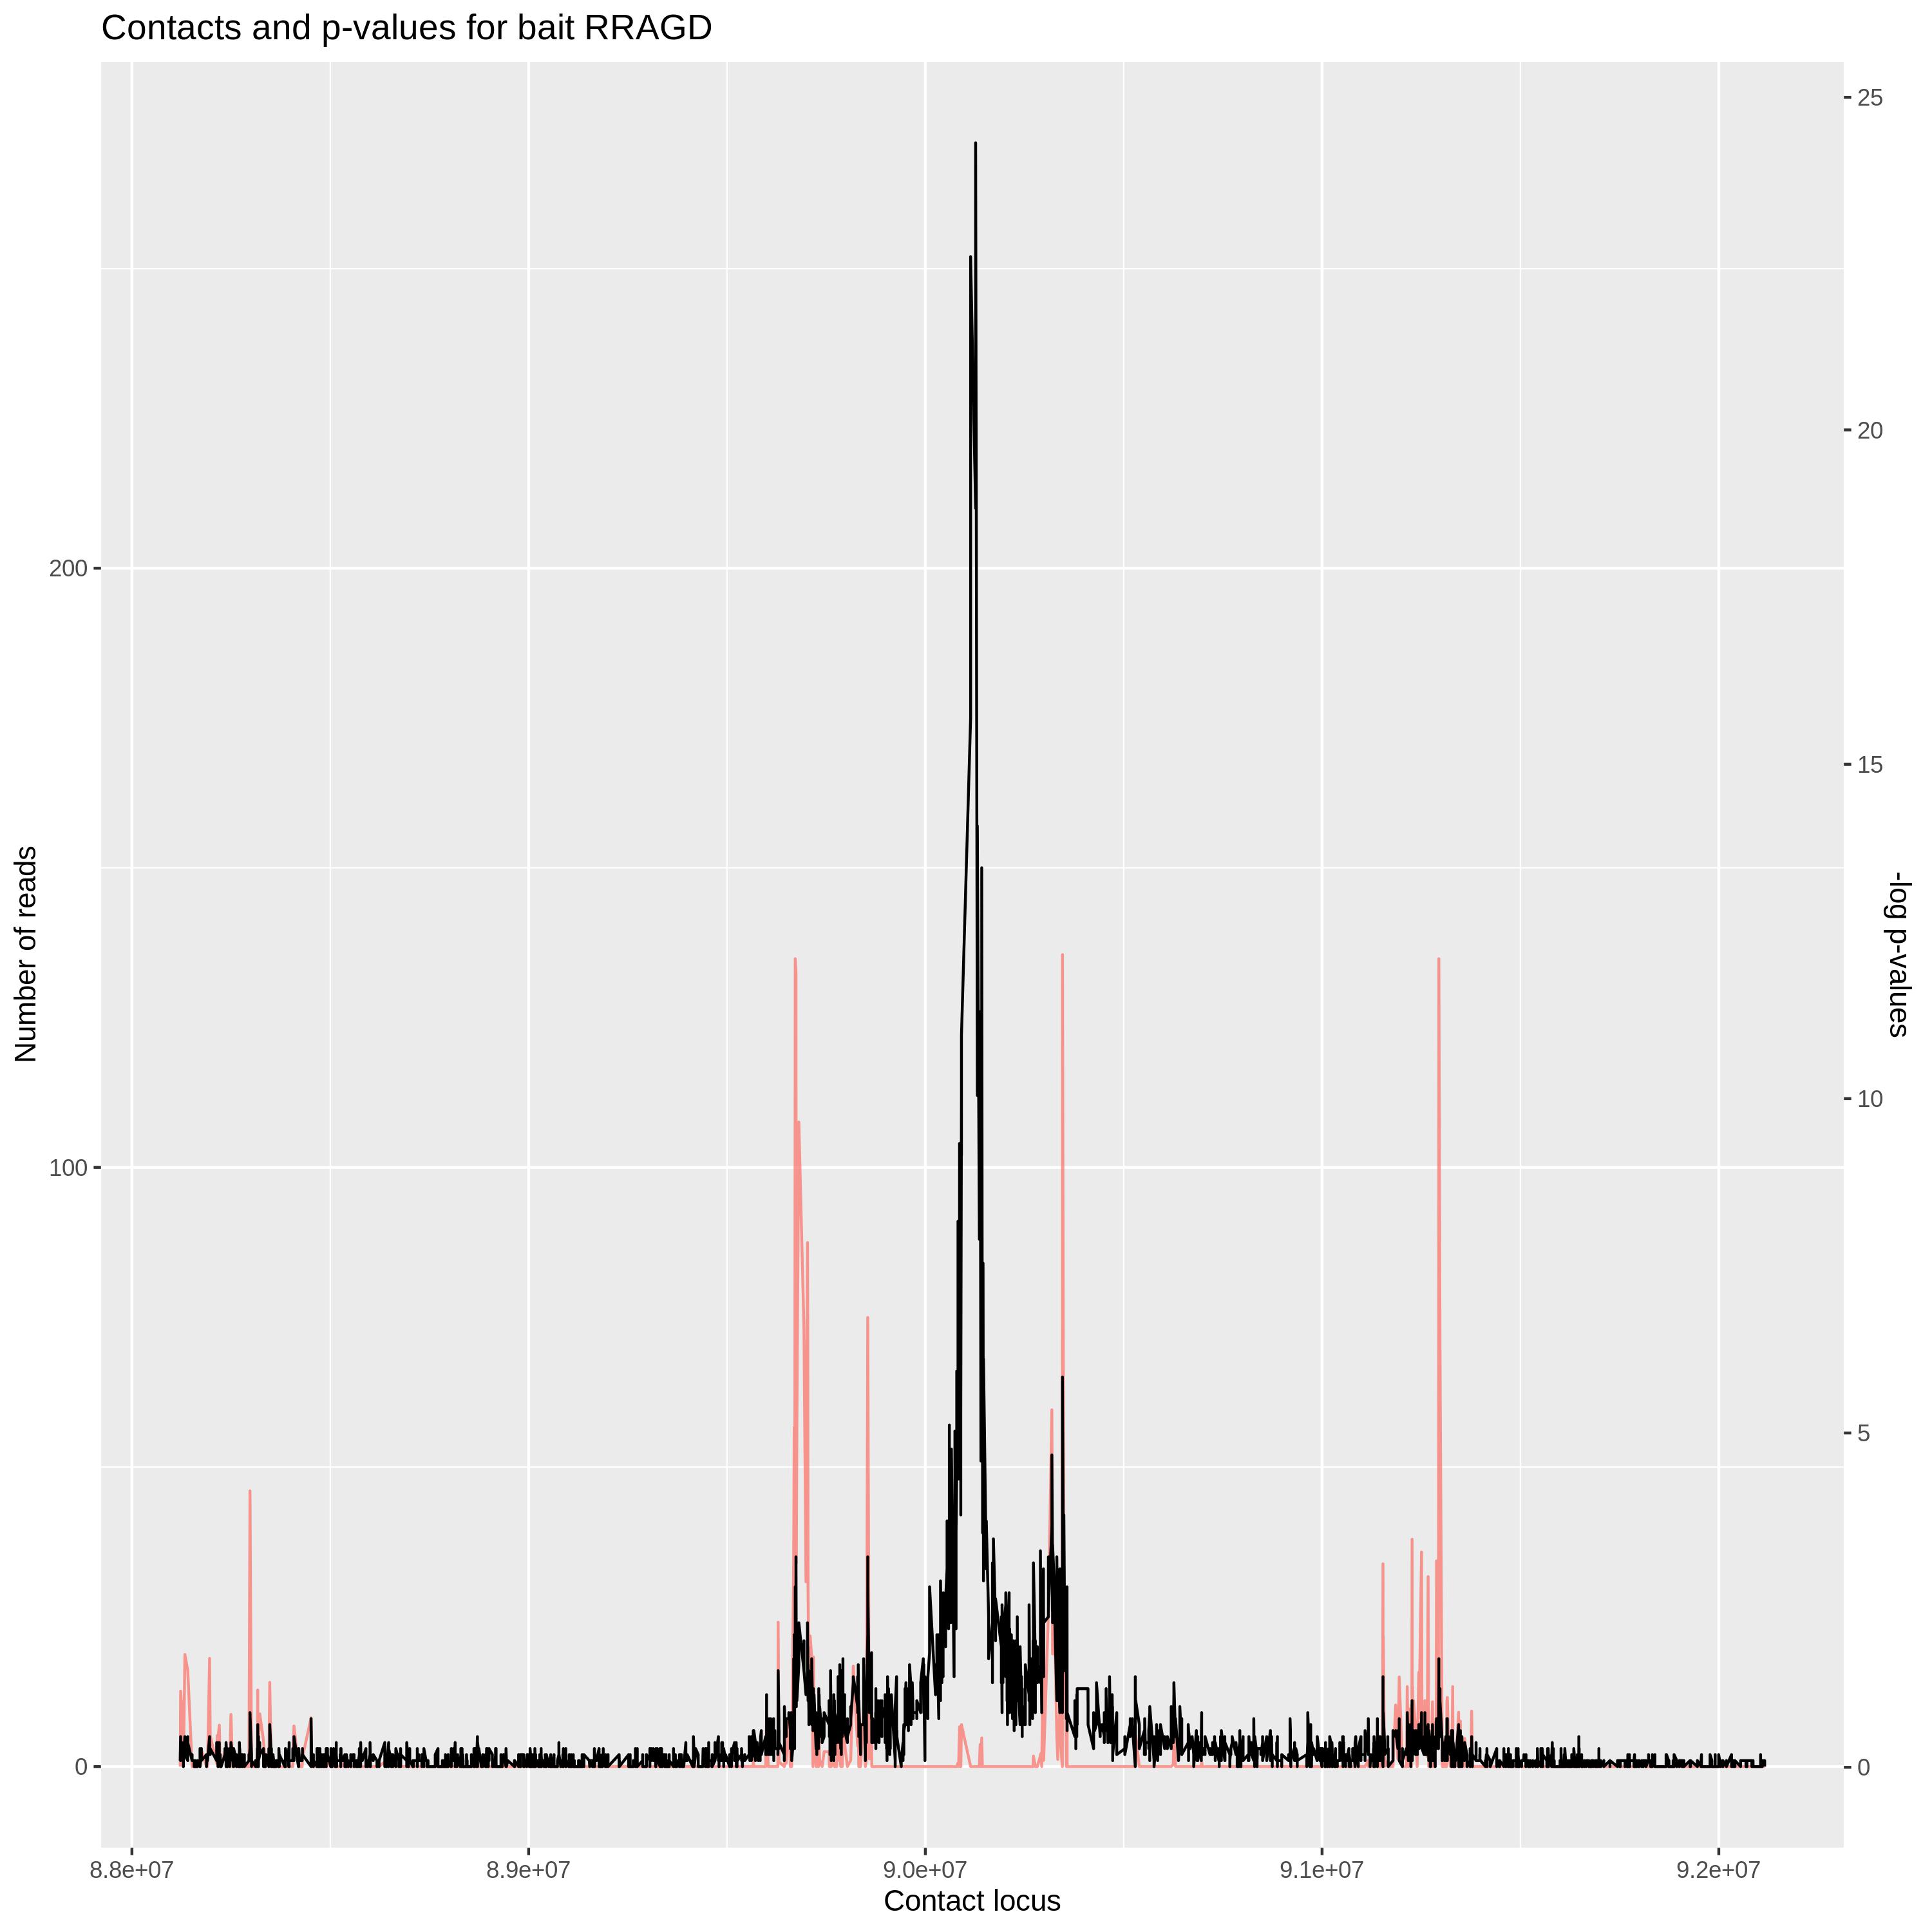 Contacts and p-values for bait RRAGD
25
20
200
15
Number of reads
-log p-values
10
100
5
0
0
8.8e+07
8.9e+07
9.0e+07
9.1e+07
9.2e+07
Contact locus